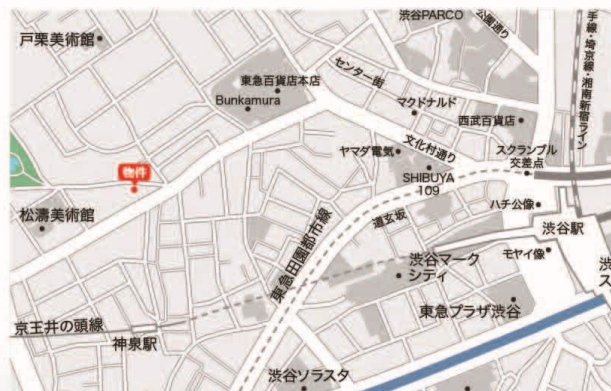 渋谷PARCO
公園通り
戸栗美術館
手線・埼京線・湘南新宿ライン
東急百貨店本店
Bunkamura
センター街
マクドナルド
西武百貨店
文化村通り
ヤマダ電気
スクランブル
交差点
物件
SHIBUYA
109
松濤美術館
ハチ公像
道玄坂
渋谷駅
東急田園都市線
モヤイ像
渋谷マーク
シティ
渋
ス
東急プラザ渋谷
京王井の頭線
神泉駅
渋谷ソラスタ